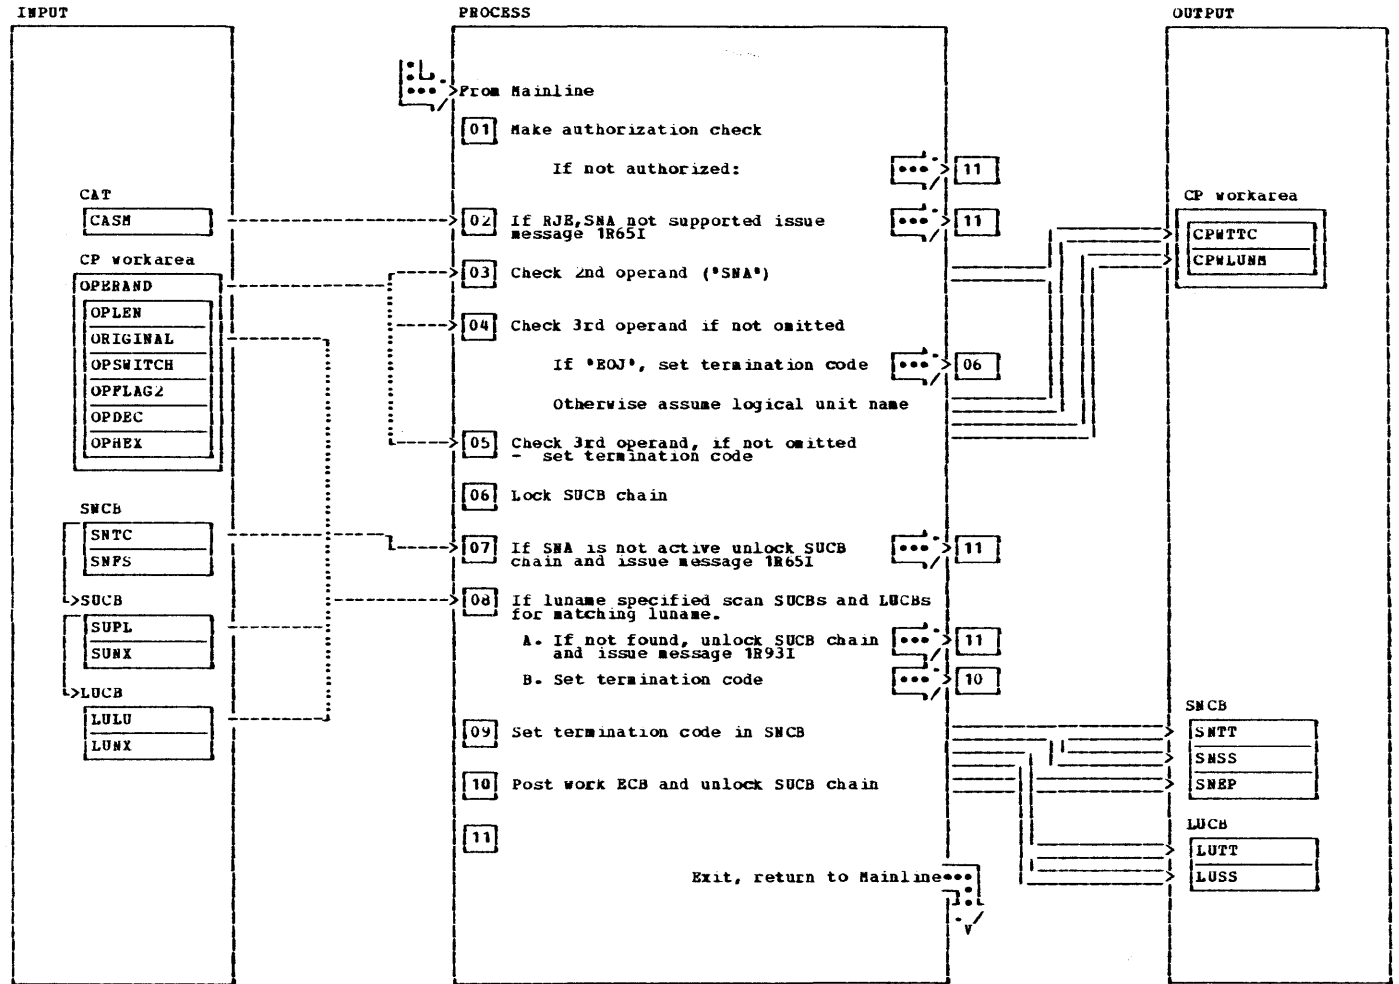 INPUT
PROCESS
OUTPUT
From Mainline
01 Make authorization check
If not authorized:
11
CAT
CASM
02 If RJE,SNA not supported issue
message 1R65I
11
CP workarea
OPERAND
OPLEN
ORIGINAL
OPSWITCH
OPFLAG2
OPDEC
OPHEX
03 Check 2nd operand ("SNA")
04 Check 3rd operand if not omitted
If "EOJ", set termination code
06
Otherwise assume logical unit name
05 Check 3rd operand, if not omitted
- set termination code
CP workarea
CPWTTC
CPWLUNM
06 Lock SUCB chain
SNCB
SNTC
SNFS
07 If SNA is not active unlock SUCB
chain and issue message 1R65I
11
SUCB
SUPL
SUNX
08 If luname specified scan SUCBs and LUCBs
for matching luname.
A. If not found, unlock SUCB chain
and issue message 1R93I
11
B. Set termination code
10
LUCB
LULU
LUNX
09 Set termination code in SNCB
10 Post work ECB and unlock SUCB chain
11
SNCB
SNTT
SNSS
SNEP
LUCB
LUTT
LUSS
Exit, return to Mainline